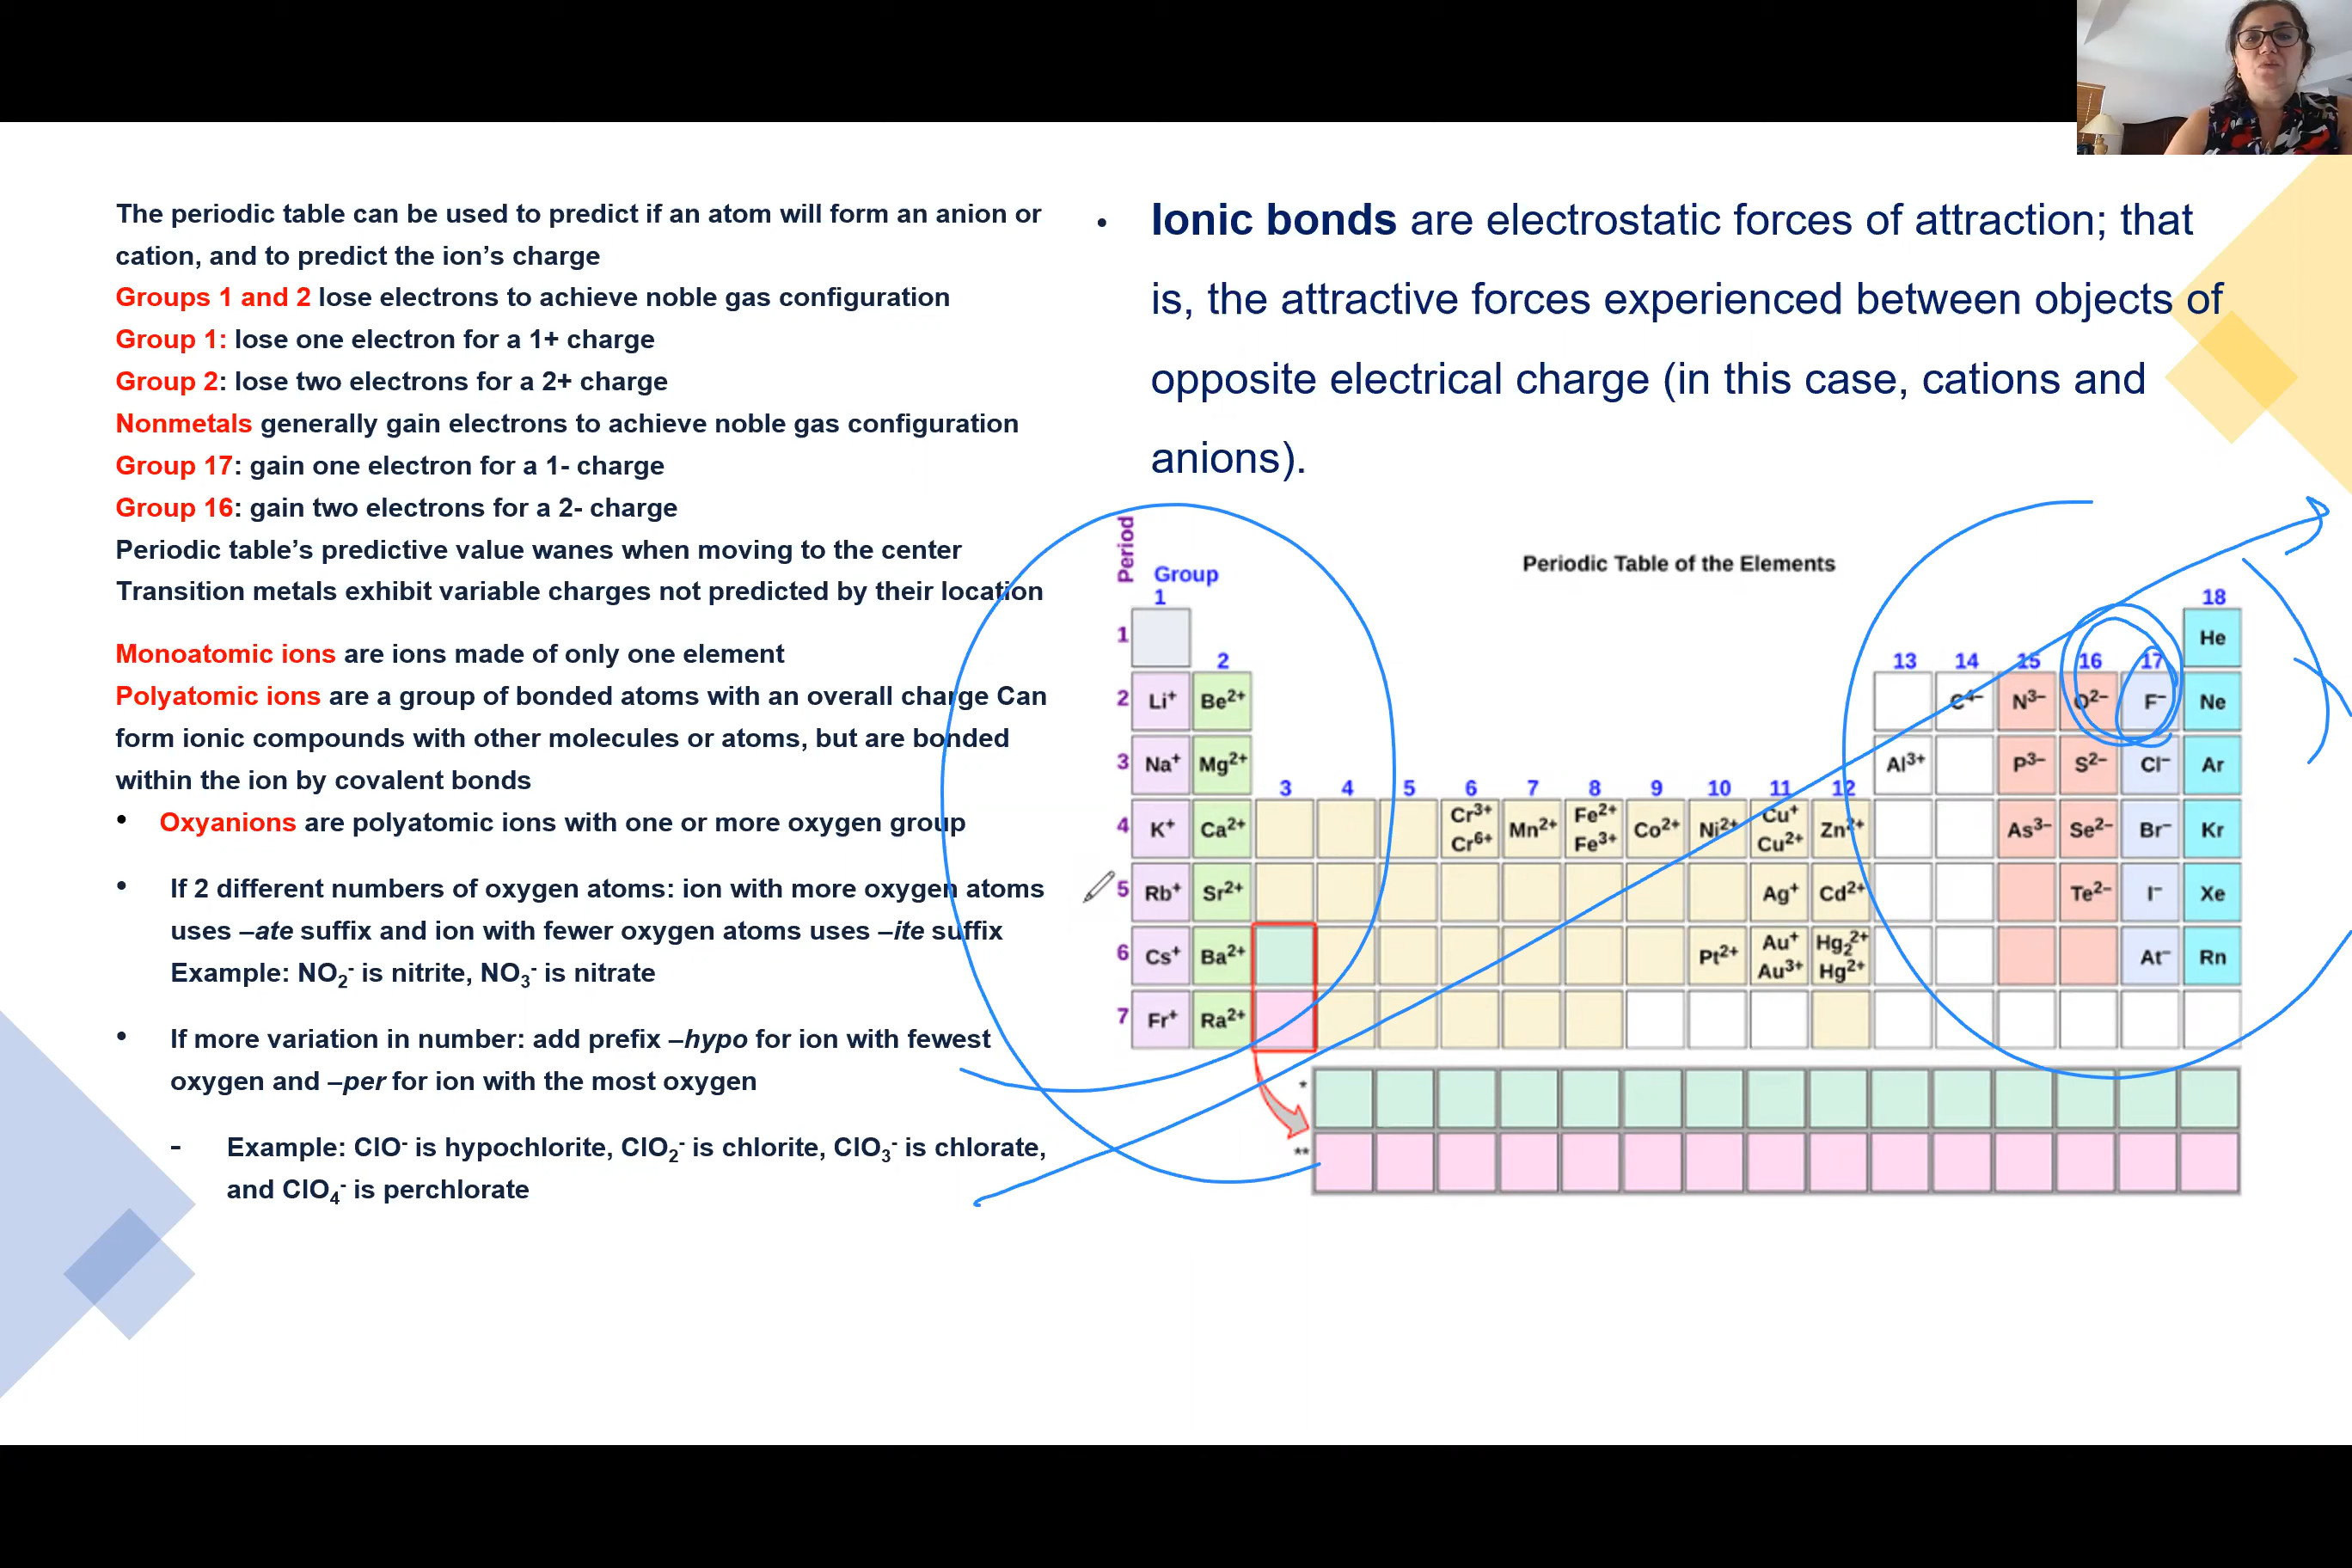 The periodic table can be used to predict if an atom will form an anion or
cation, and to predict the ion's charge
Groups 1 and 2 lose electrons to achieve noble gas configuration
Group 1: lose one electron for a 1+ charge
Group 2: lose two electrons for a 2+ charge
Nonmetals generally gain electrons to achieve noble gas configuration
Group 17: gain one electron for a 1- charge
Group 16: gain two electrons for a 2- charge
Periodic table's predictive value wanes when moving to the center
Transition metals exhibit variable charges not predicted by their location
Monoatomic ions are ions made of only one element
Polyatomic ions are a group of bonded atoms with an overall charge Can
form ionic compounds with other molecules or atoms, but are bonded
within the ion by covalent bonds
• Oxyanions are polyatomic ions with one or more oxygen group
• If 2 different numbers of oxygen atoms: ion with more oxygen atoms
uses –ate suffix and ion with fewer oxygen atoms uses –ite suffix
Example: NO₂⁻ is nitrite, NO₃⁻ is nitrate
• If more variation in number: add prefix –hypo for ion with fewest
oxygen and –per for ion with the most oxygen
- Example: ClO⁻ is hypochlorite, ClO₂⁻ is chlorite, ClO₃⁻ is chlorate,
and ClO₄⁻ is perchlorate
• Ionic bonds are electrostatic forces of attraction; that
is, the attractive forces experienced between objects of
opposite electrical charge (in this case, cations and
anions).
Periodic Table of the Elements
Period
Group
1 18
1 He
2 13 14 15 16 17
2 Li⁺ Be²⁺ C⁴⁻ N³⁻ O²⁻ F⁻ Ne
3 Na⁺ Mg²⁺ Al³⁺ P³⁻ S²⁻ Cl⁻ Ar
3 4 5 6 7 8 9 10 11 12
4 K⁺ Ca²⁺ Cr³⁺ Cr⁶⁺ Mn²⁺ Fe²⁺ Fe³⁺ Co²⁺ Ni²⁺ Cu⁺ Cu²⁺ Zn²⁺ As³⁻ Se²⁻ Br⁻ Kr
5 Rb⁺ Sr²⁺ Ag⁺ Cd²⁺ Te²⁻ I⁻ Xe
6 Cs⁺ Ba²⁺ Pt²⁺ Au⁺ Au³⁺ Hg₂²⁺ Hg²⁺ At⁻ Rn
7 Fr⁺ Ra²⁺
*
**